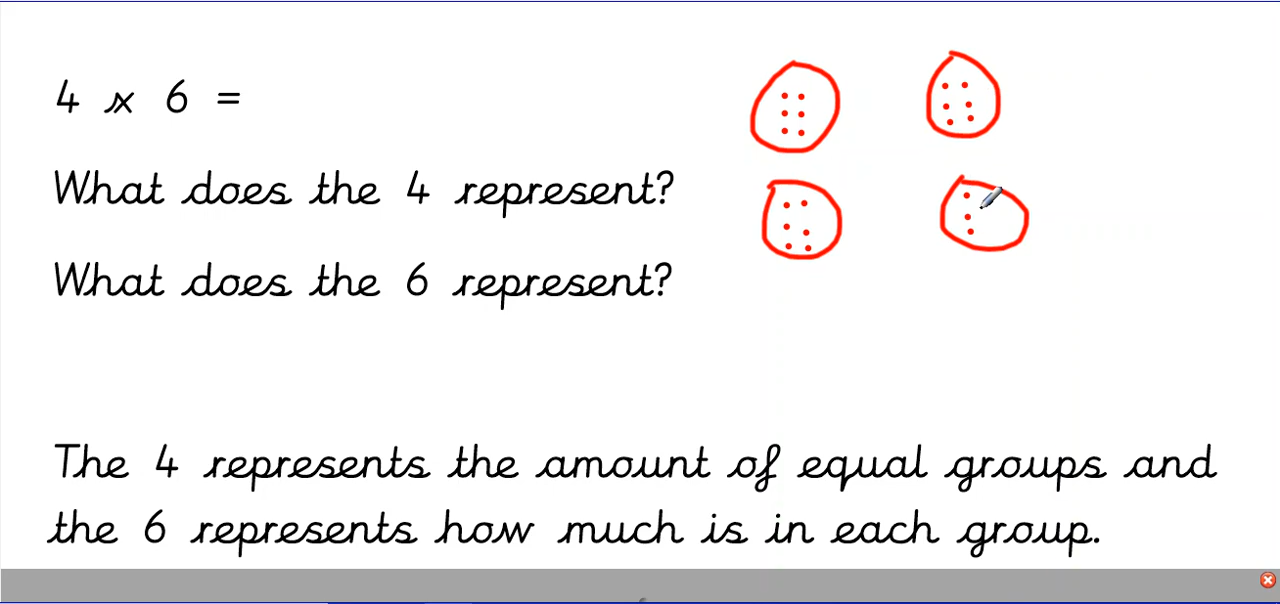 4 x 6 =
What does the 4 represent?
What does the 6 represent?
The 4 represents the amount of equal groups and
the 6 represents how much is in each group.